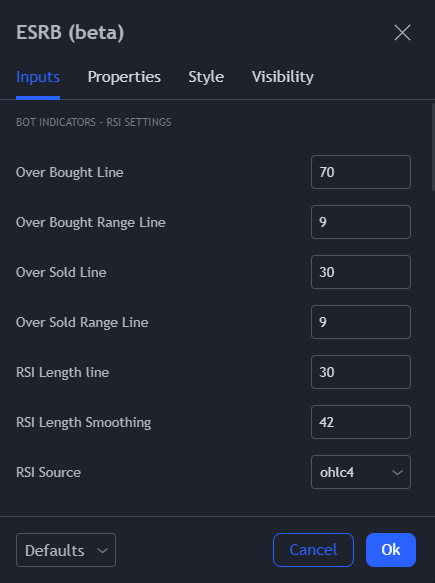 ESRB (beta)
Inputs Properties Style Visibility
BOT INDICATORS - RSI SETTINGS
Over Bought Line 70
Over Bought Range Line 9
Over Sold Line 30
Over Sold Range Line 9
RSI Length line 30
RSI Length Smoothing 42
RSI Source ohlc4
Defaults Cancel Ok